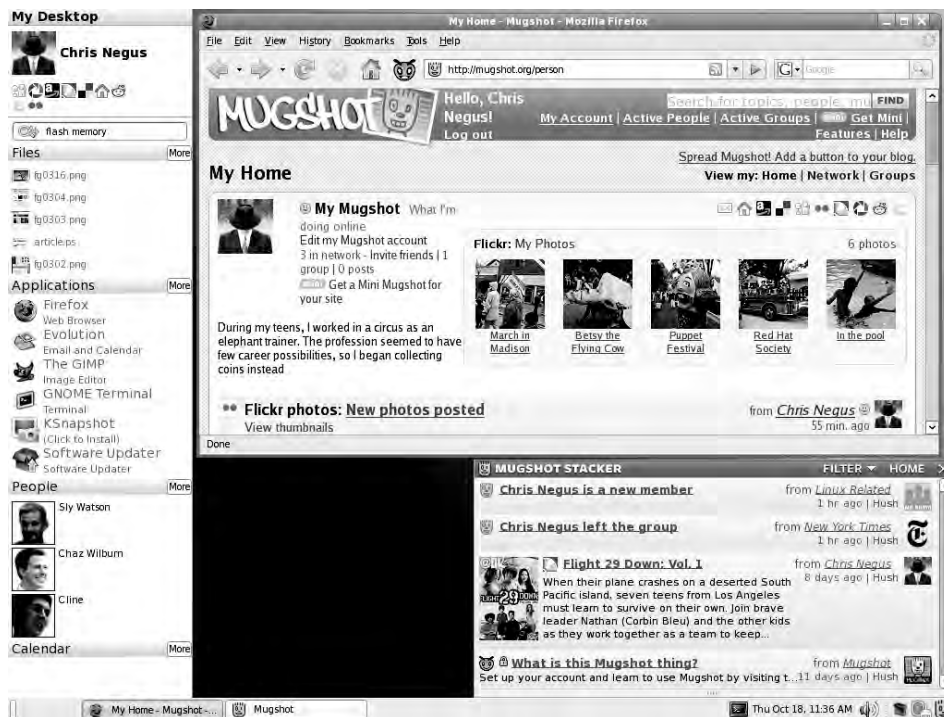 My Desktop
Chris Negus
flash memory
Files More
fg0316.png
fg0304.png
fg0303.png
article.ps
fg0302.png
Applications More
Firefox
Web Browser
Evolution
Email and Calendar
The GIMP
Image Editor
GNOME Terminal
Terminal
KSnapshot
(Click to Install)
Software Updater
Software Updater
People More
Sly Watson
Chaz Wilburn
Cline
Calendar More
My Home - Mugshot - Mozilla Firefox
File Edit View History Bookmarks Tools Help
http://mugshot.org/person
G Google
MUGSHOT
Hello, Chris
Negus!
Log out
Search for topics, people, mu FIND
My Account | Active People | Active Groups | Get Mini |
Features | Help
Spread Mugshot! Add a button to your blog.
My Home
View my: Home | Network | Groups
My Mugshot What I'm
doing online
Edit my Mugshot account
3 in network - Invite friends | 1
group | 0 posts
Get a Mini Mugshot for
your site
During my teens, I worked in a circus as an
elephant trainer. The profession seemed to have
few career possibilities, so I began collecting
coins instead
Flickr: My Photos 6 photos
March in
Madison
Betsy the
Flying Cow
Puppet
Festival
Red Hat
Society
In the pool
Flickr photos: New photos posted
View thumbnails
from Chris Negus
55 min. ago
Done
MUGSHOT STACKER FILTER HOME X
Chris Negus is a new member
from Linux Related
1 hr ago | Hush
Chris Negus left the group
from New York Times
1 hr ago | Hush
FLIGHT 29 DOWN
Flight 29 Down: Vol. 1
from Chris Negus
8 days ago | Hush
When their plane crashes on a deserted South
Pacific island, seven teens from Los Angeles
must learn to survive on their own. Join brave
leader Nathan (Corbin Bleu) and the other kids
as they work together as a team to keep...
What is this Mugshot thing?
from Mugshot
Set up your account and learn to use Mugshot by visiting t...11 days ago | Hush
My Home - Mugshot -...
Mugshot
Thu Oct 18, 11:36 AM